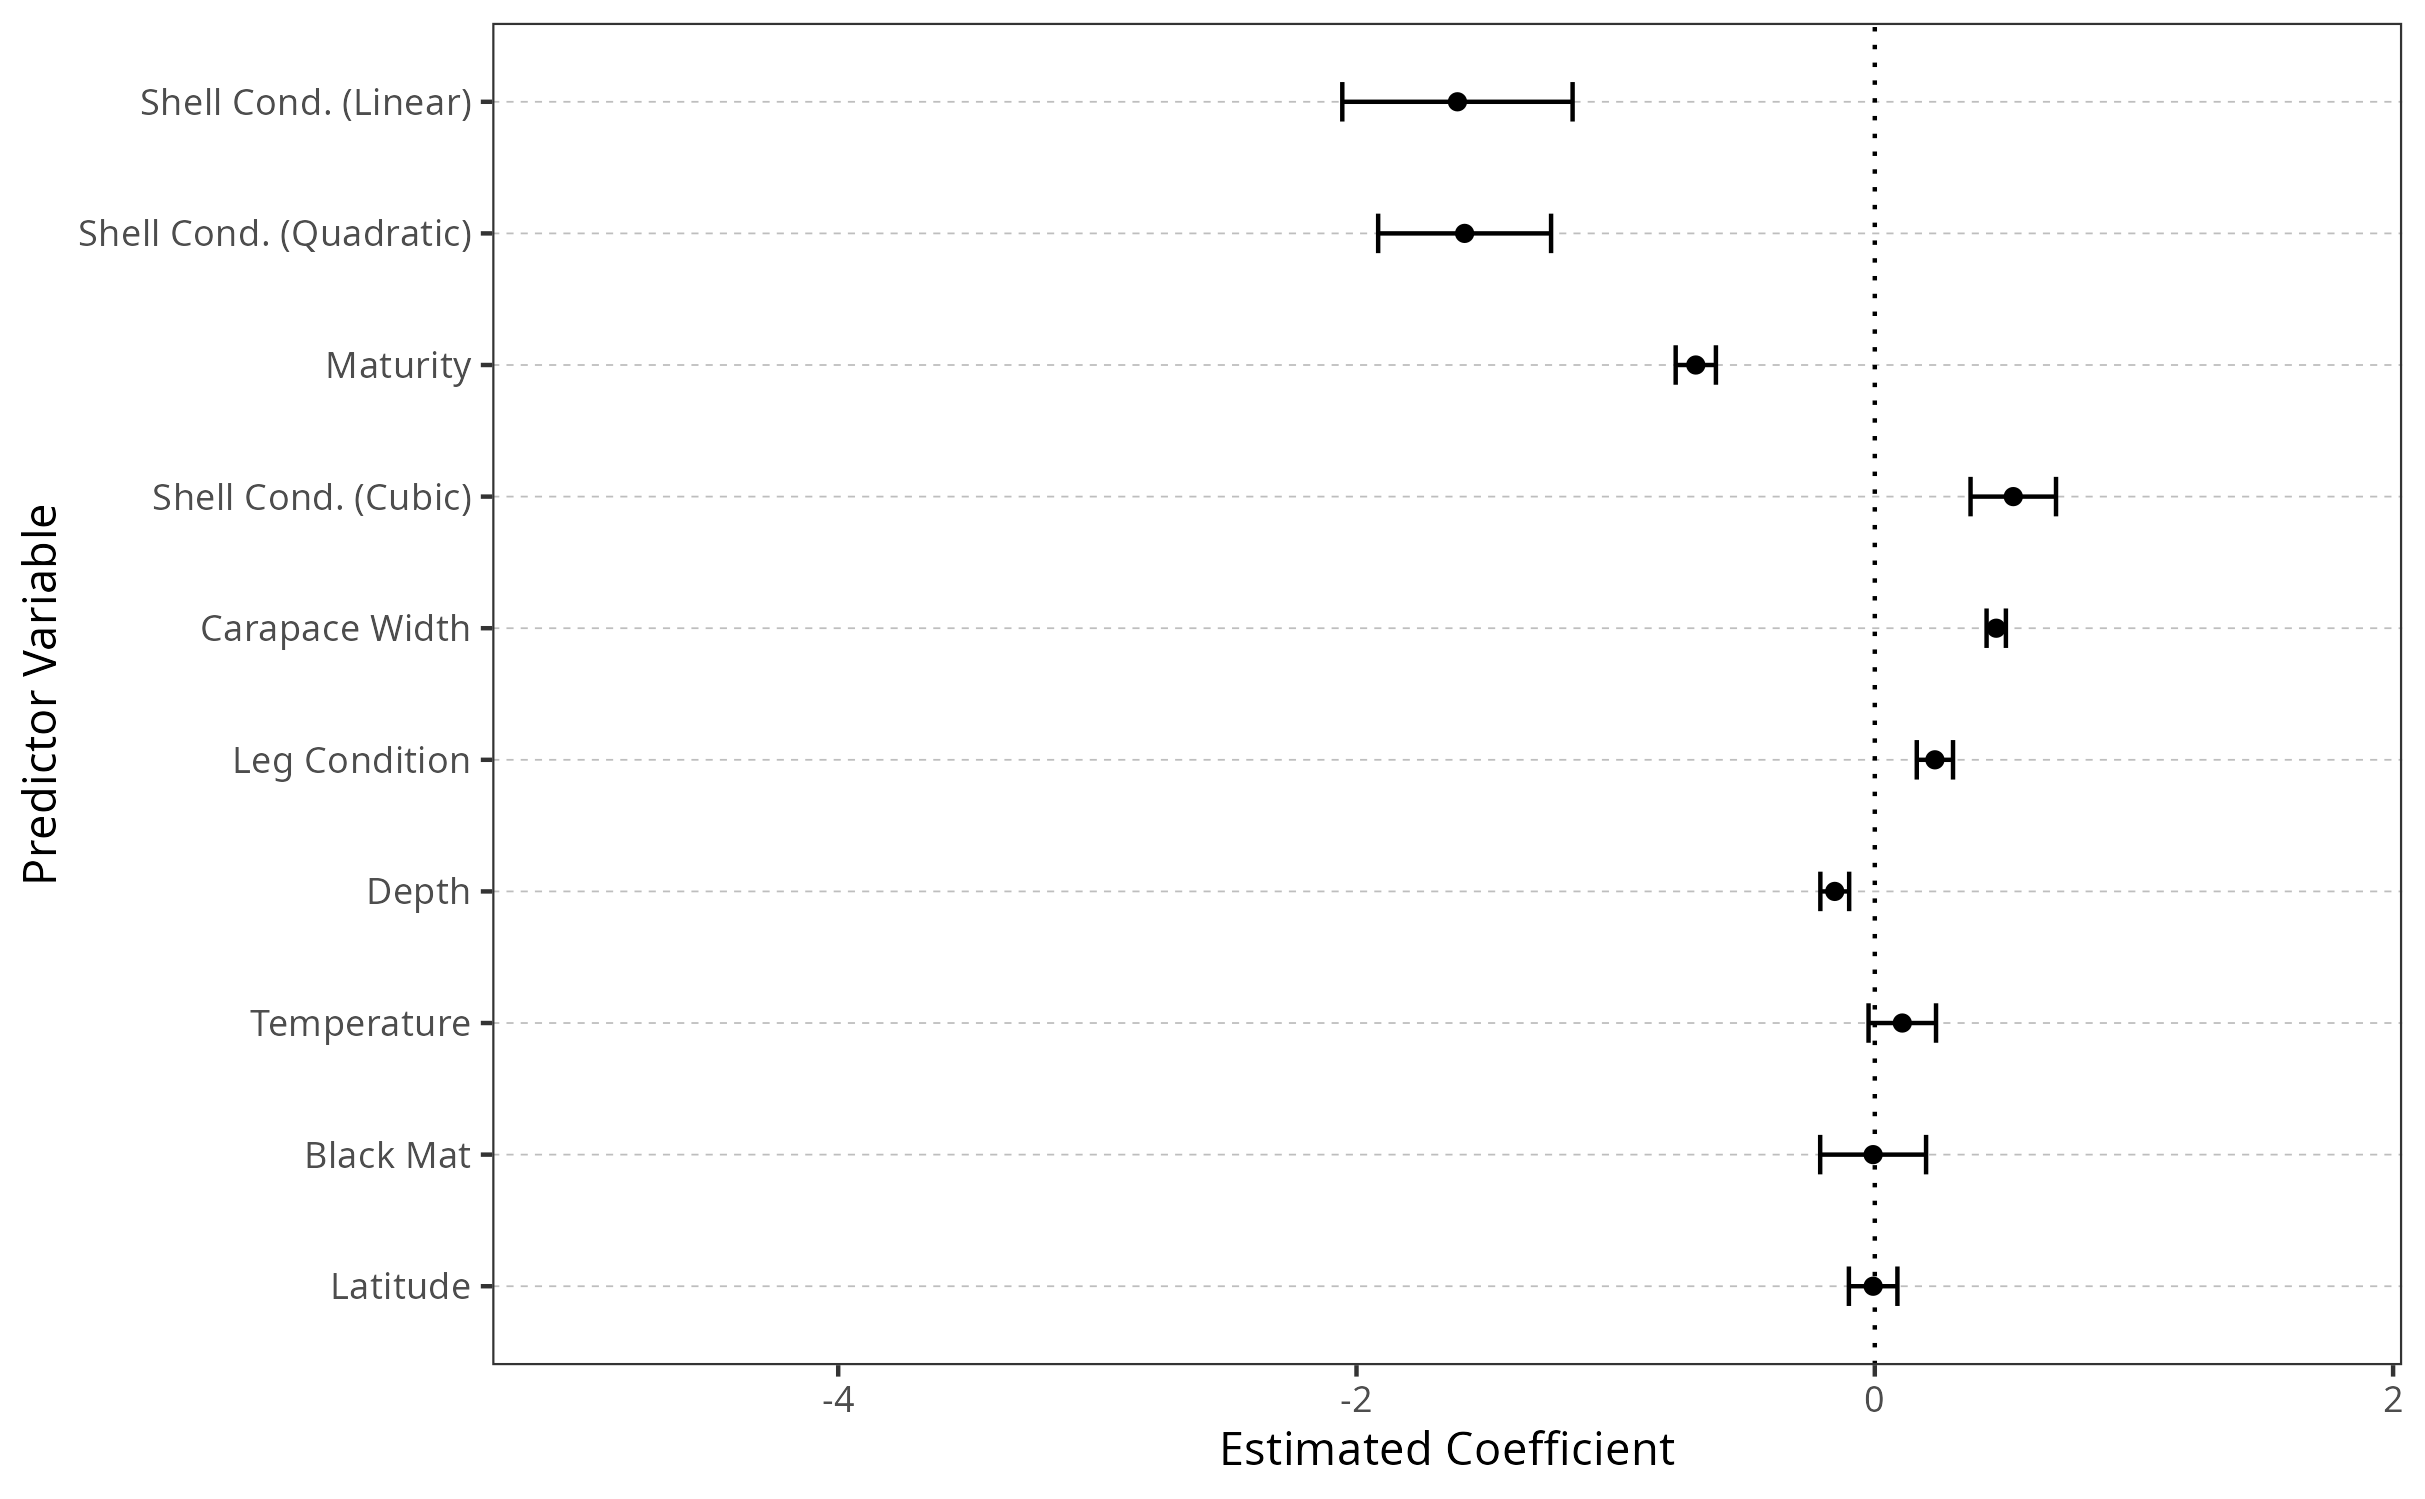 Predictor Variable
Shell Cond. (Linear)
Shell Cond. (Quadratic)
Maturity
Shell Cond. (Cubic)
Carapace Width
Leg Condition
Depth
Temperature
Black Mat
Latitude
-4 -2 0 2
Estimated Coefficient